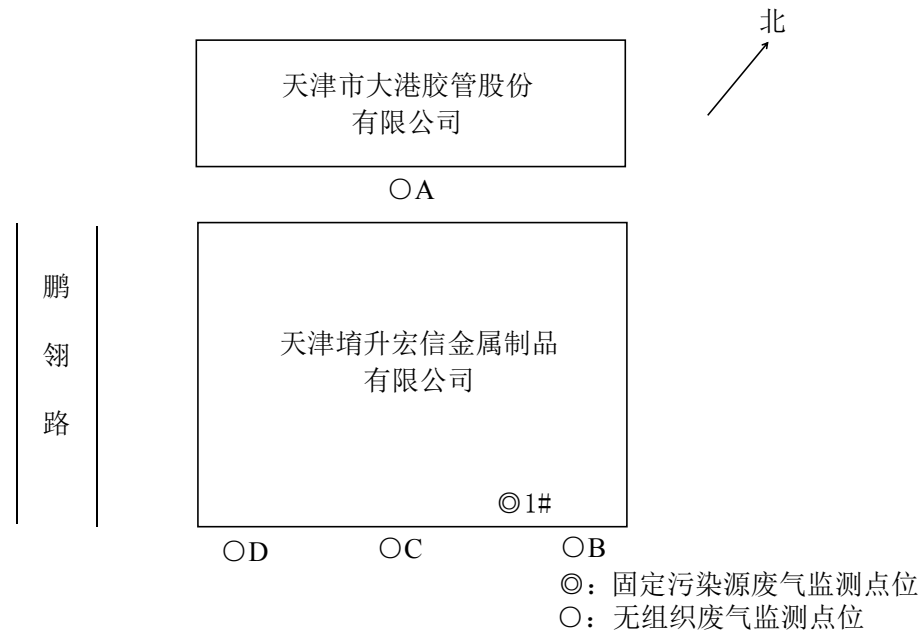 北
天津市大港胶管股份
有限公司
○A
鹏
翎
路
天津堉升宏信金属制品
有限公司
◎1#
○D
○C
○B
◎：固定污染源废气监测点位
○：无组织废气监测点位